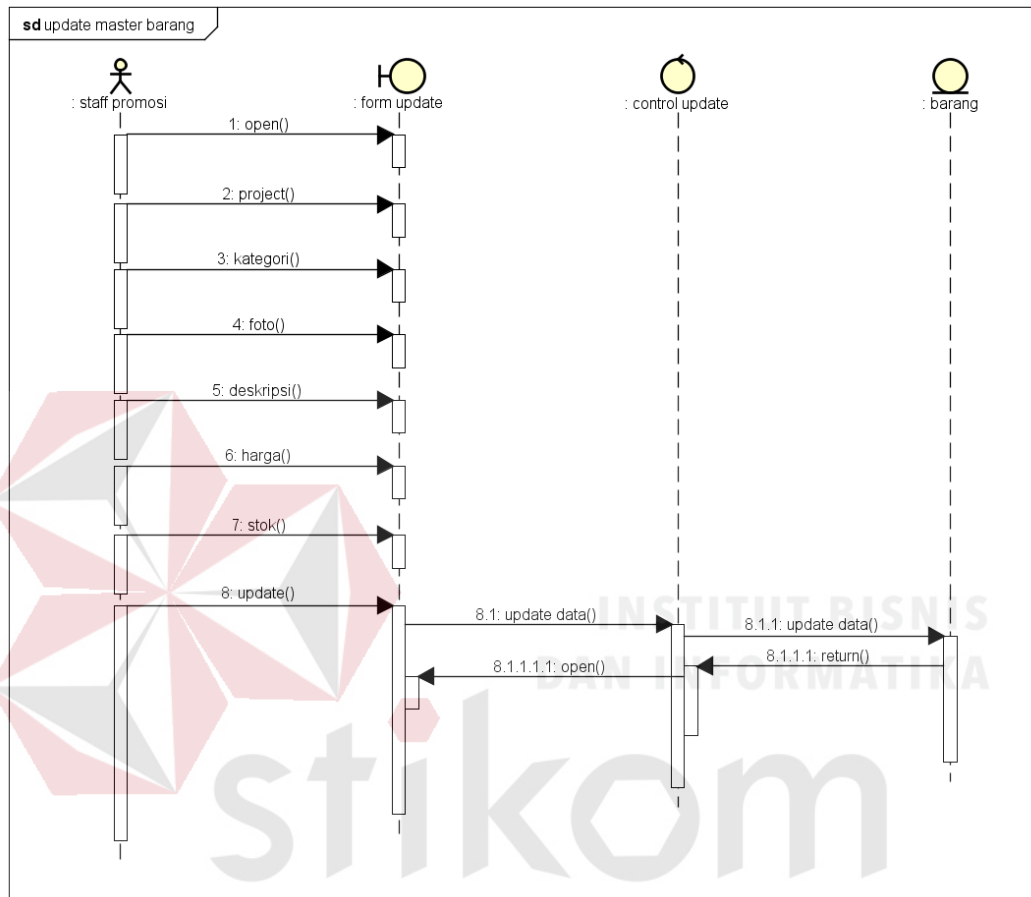 sd update master barang
: staff promosi
: form update
: control update
: barang
1: open()
2: project()
3: kategori()
4: foto()
5: deskripsi()
6: harga()
7: stok()
8: update()
8.1: update data()
8.1.1: update data()
8.1.1.1: return()
8.1.1.1.1: open()
INSTITUT BISNIS
DAN INFORMATIKA
stikom